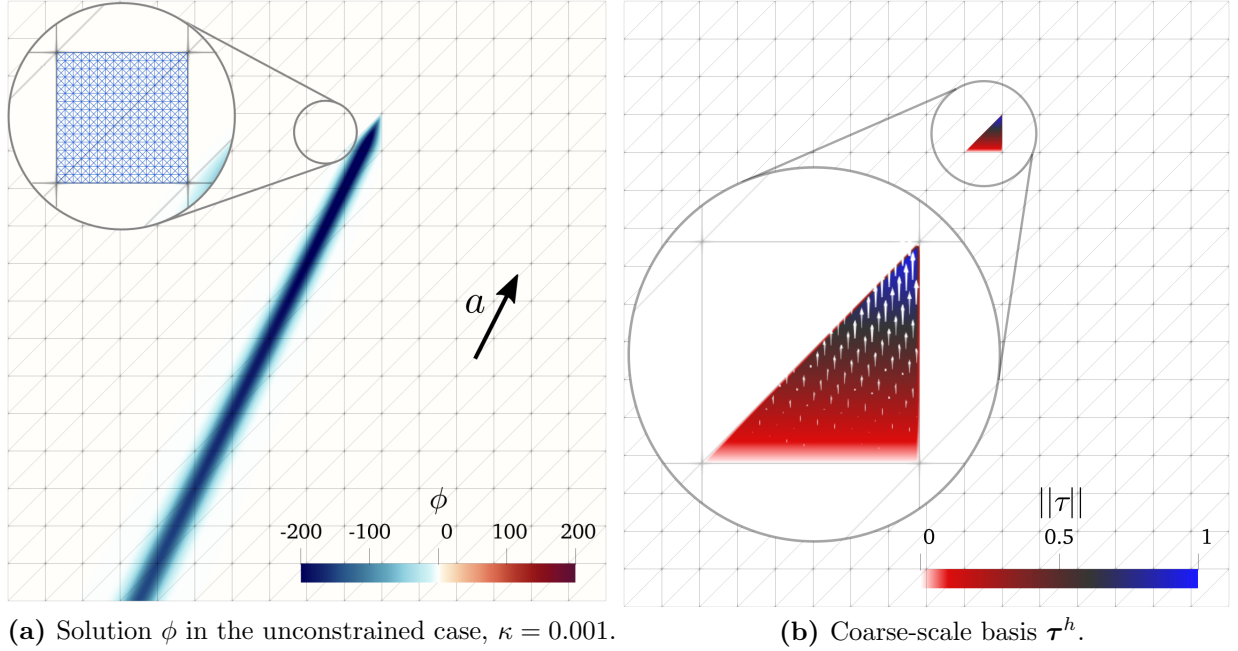 a
ϕ
-200 -100 0 100 200
||τ||
0 0.5 1
(a) Solution ϕ in the unconstrained case, κ = 0.001.
(b) Coarse-scale basis τʰ.